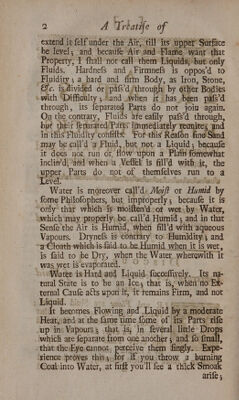 2 A Treatise of
extend it self under the Air, till its upper Surface
be level; and because Air and Flame want that
Property, I shall not call them Liquids, but only
Fluids. Hardness and Firmness is oppos'd to
Fluidity; a hard and firm Body, as Iron, Stone,
&c. is divided or pass'd through by other Bodies
with Difficulty; and when it has been pass'd
through, its separated Parts do not join again.
On the contrary, Fluids are easily pass'd through,
but their separated Parts immediately reunite; and
in this Fluidity consists. For this Reason fine Sand
may be call'd a Fluid, but not a Liquid; because
it does not run or flow upon a Plain somewhat
inclin'd, and when a Vessel is fill'd with it, the
upper Parts do not of themselves run to a
Level.
Water is moreover call'd Moist or Humid by
some Philosophers, but improperly; because it is
only that which is moisten'd or wet by Water,
which may properly be call'd Humid; and in that
Sense the Air is Humid, when fill'd with aqueous
Vapours. Dryness is contrary to Humidity; and
a Cloath which is said to be Humid when it is wet,
is said to be Dry, when the Water wherewith it
was wet is evaporated.
Water is Hard and Liquid successively. Its na-
tural State is to be an Ice; that is, when no Ex-
ternal Cause acts upon it, it remains Firm, and not
Liquid.
It becomes Flowing and Liquid by a moderate
Heat, and at the same time some of its Parts rise
up in Vapours; that is, in several little Drops
which are separate from one another; and so small,
that the Eye cannot perceive them singly. Expe-
rience proves this; for if you throw a burning
Coal into Water, at first you'll see a thick Smoak
arise;